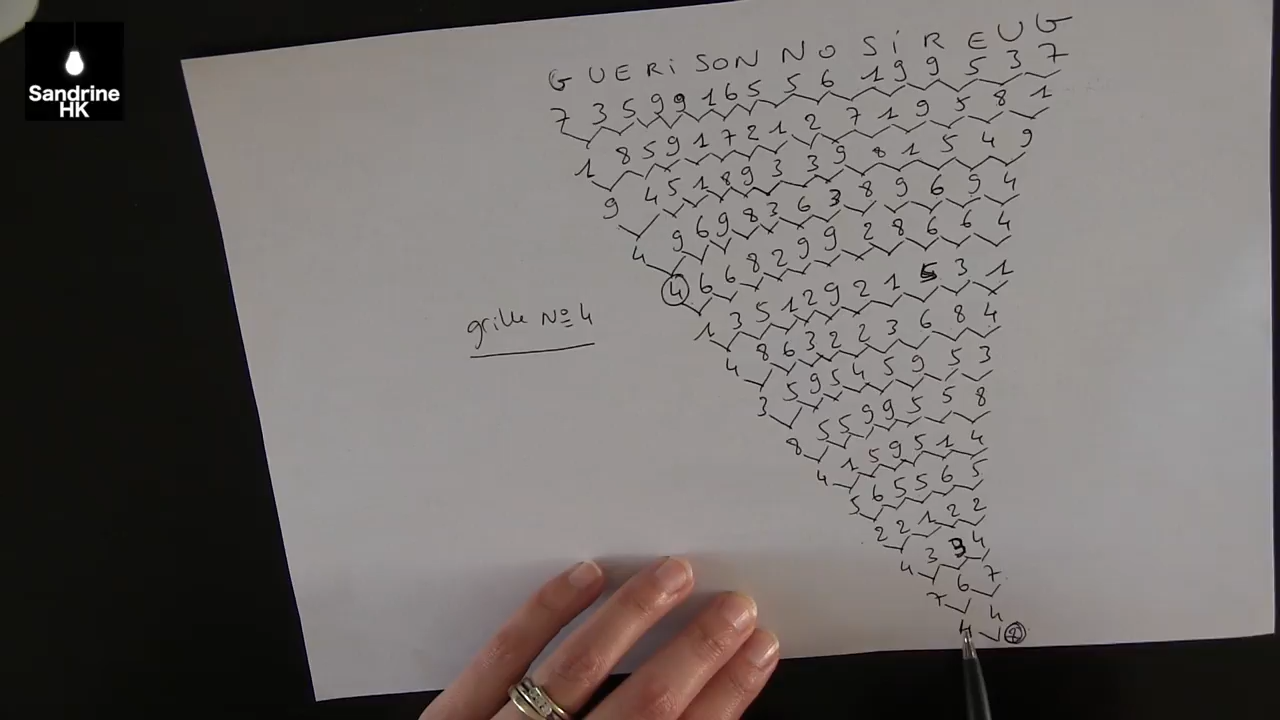 Sandrine
HK
GUERiSON NO SiREUG
7 3 5 9 9 1 6 5 5 6 1 9 9 5 3 7
1 8 5 9 1 7 2 1 2 7 1 9 5 8 1
9 4 5 1 8 9 3 3 9 8 1 5 4 9
4 9 6 9 8 3 6 3 8 9 6 9 4
4 6 6 8 2 9 9 2 8 6 6 4
1 3 5 1 2 9 2 1 5 3 1
grille No 4
4 8 6 3 2 2 3 6 8 4
3 5 9 5 4 5 9 5 3
8 5 5 9 9 5 5 8
4 1 5 9 5 1 4
5 6 5 5 6 5
2 2 1 2 2
4 3 3 4
7 6 7
4 4
8